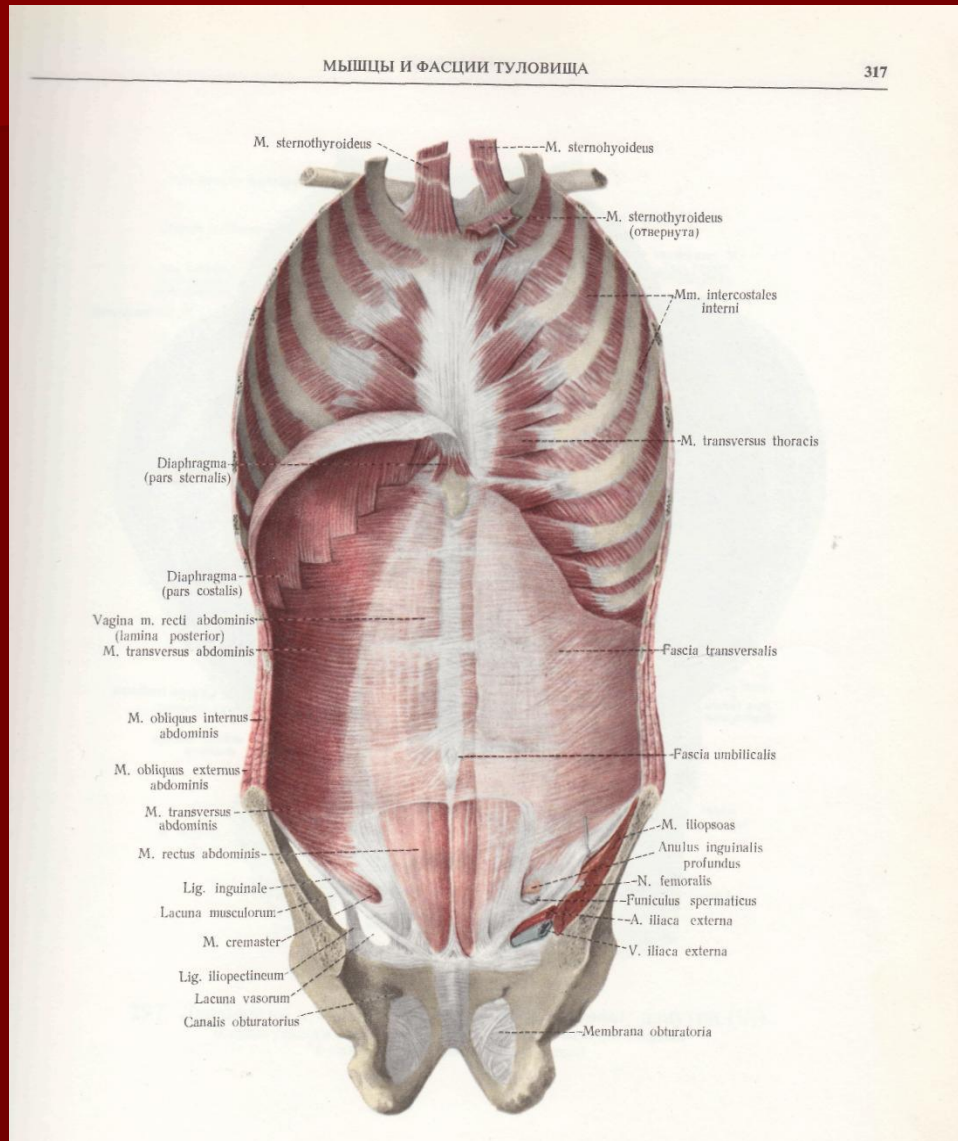 МЫШЦЫ И ФАСЦИИ ТУЛОВИЩА
317
M. sternothyroideus
M. sternohyoideus
M. sternothyroideus
(отвернута)
Mm. intercostales
interni
M. transversus thoracis
Diaphragma
(pars sternalis)
Diaphragma
(pars costalis)
Vagina m. recti abdominis
(lamina posterior)
M. transversus abdominis
Fascia transversalis
M. obliquus internus
abdominis
Fascia umbilicalis
M. obliquus externus
abdominis
M. transversus
abdominis
M. rectus abdominis
Lig. inguinale
Lacuna musculorum
M. cremaster
Lig. iliopectineum
Lacuna vasorum
Canalis obturatorius
M. iliopsoas
Anulus inguinalis
profundus
N. femoralis
Funiculus spermaticus
A. iliaca externa
V. iliaca externa
Membrana obturatoria